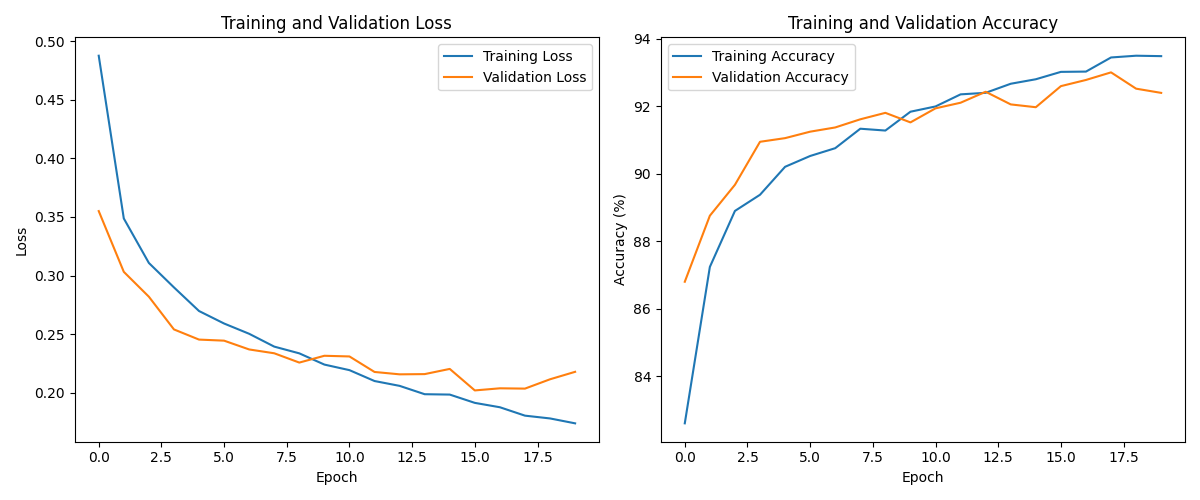 Training and Validation Loss
Training Loss
Validation Loss
0.50
0.45
0.40
0.35
0.30
0.25
0.20
Loss
0.0 2.5 5.0 7.5 10.0 12.5 15.0 17.5
Epoch
Training and Validation Accuracy
Training Accuracy
Validation Accuracy
94
92
90
88
86
84
Accuracy (%)
0.0 2.5 5.0 7.5 10.0 12.5 15.0 17.5
Epoch